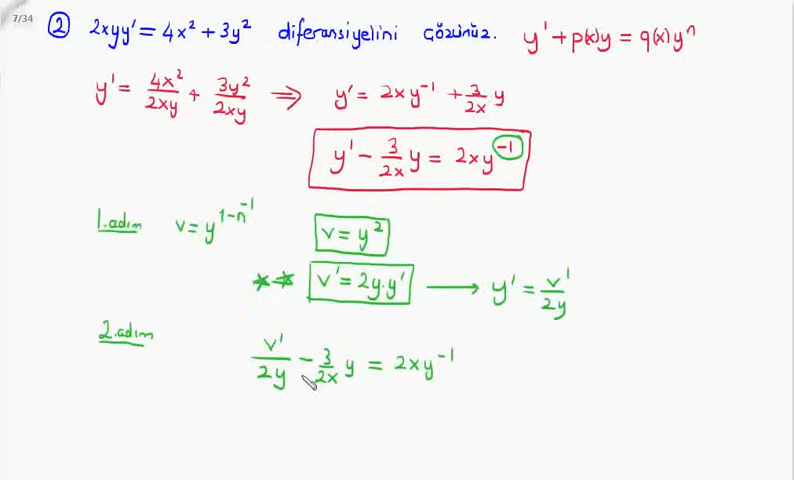 7/34
② 2xyy' = 4x² + 3y² diferansiyelini çözünüz. y' + p(x)y = q(x)yⁿ
y' = 4x²/2xy + 3y²/2xy ⇒ y' = 2xy⁻¹ + 3/2x y
y' - 3/2x y = 2xy⁻¹
1.adım v = y^1-n^-1 v = y²
** v' = 2y.y' → y' = v'/2y
2.adım
v'/2y - 3/2x y = 2xy⁻¹